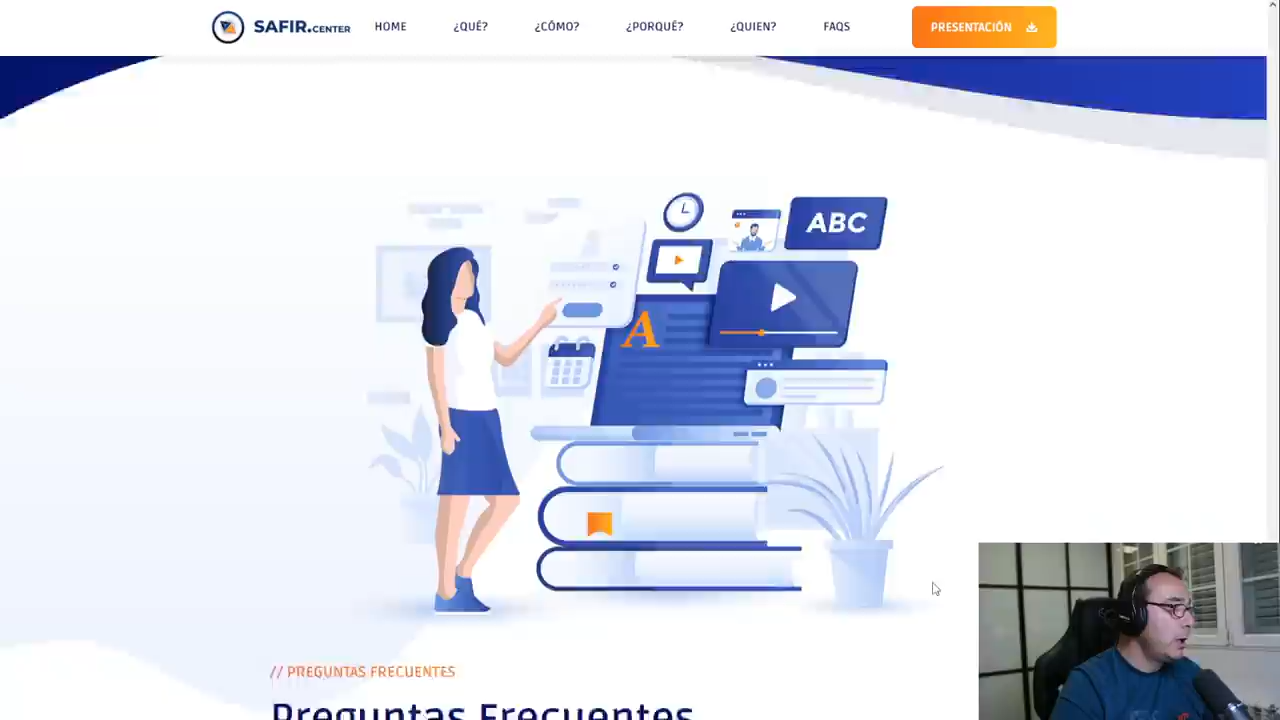 SAFIR.CENTER HOME ¿QUÉ? ¿CÓMO? ¿PORQUÉ? ¿QUIEN? FAQS PRESENTACIÓN
ABC
A
// PREGUNTAS FRECUENTES
Preguntas Frecuentes